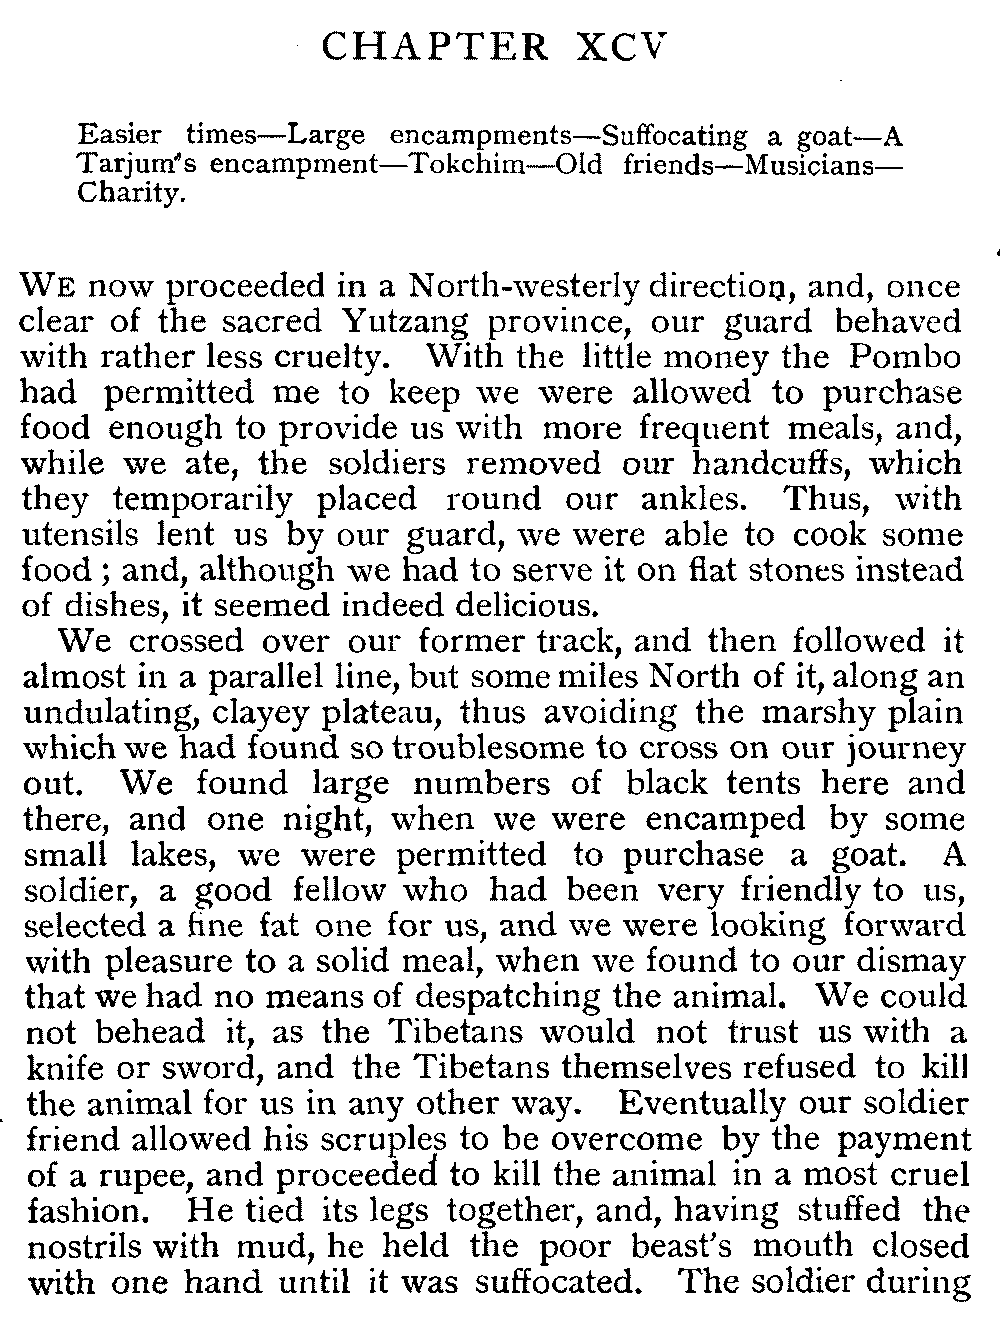 CHAPTER XCV
Easier times—Large encampments—Suffocating a goat—A
Tarjum's encampment—Tokchim—Old friends—Musicians—
Charity.
WE now proceeded in a North-westerly direction, and, once
clear of the sacred Yutzang province, our guard behaved
with rather less cruelty. With the little money the Pombo
had permitted me to keep we were allowed to purchase
food enough to provide us with more frequent meals, and,
while we ate, the soldiers removed our handcuffs, which
they temporarily placed round our ankles. Thus, with
utensils lent us by our guard, we were able to cook some
food; and, although we had to serve it on flat stones instead
of dishes, it seemed indeed delicious.
We crossed over our former track, and then followed it
almost in a parallel line, but some miles North of it, along an
undulating, clayey plateau, thus avoiding the marshy plain
which we had found so troublesome to cross on our journey
out. We found large numbers of black tents here and
there, and one night, when we were encamped by some
small lakes, we were permitted to purchase a goat. A
soldier, a good fellow who had been very friendly to us,
selected a fine fat one for us, and we were looking forward
with pleasure to a solid meal, when we found to our dismay
that we had no means of despatching the animal. We could
not behead it, as the Tibetans would not trust us with a
knife or sword, and the Tibetans themselves refused to kill
the animal for us in any other way. Eventually our soldier
friend allowed his scruples to be overcome by the payment
of a rupee, and proceeded to kill the animal in a most cruel
fashion. He tied its legs together, and, having stuffed the
nostrils with mud, he held the poor beast's mouth closed
with one hand until it was suffocated. The soldier during